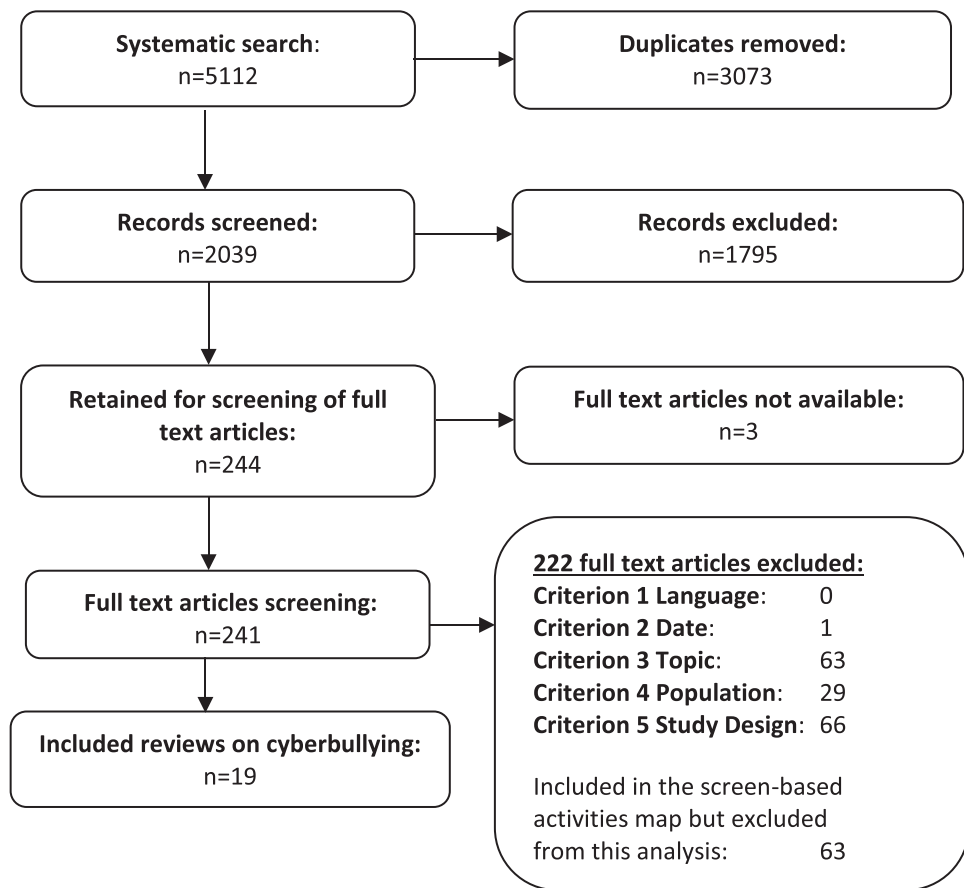 Systematic search:
n=5112
Duplicates removed:
n=3073
Records screened:
n=2039
Records excluded:
n=1795
Retained for screening of full
text articles:
n=244
Full text articles not available:
n=3
Full text articles screening:
n=241
222 full text articles excluded:
Criterion 1 Language: 0
Criterion 2 Date: 1
Criterion 3 Topic: 63
Criterion 4 Population: 29
Criterion 5 Study Design: 66
Included in the screen-based
activities map but excluded
from this analysis: 63
Included reviews on cyberbullying:
n=19